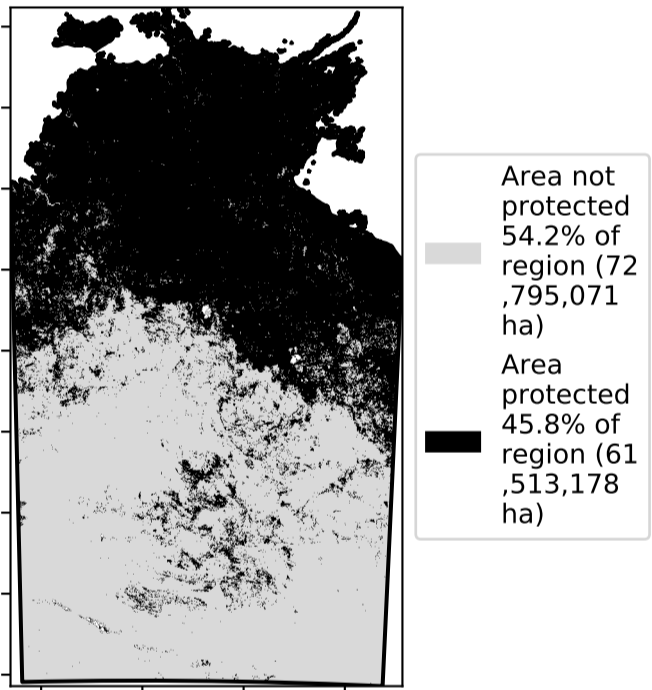 Area not
protected
54.2% of
region (72
,795,071
ha)
Area
protected
45.8% of
region (61
,513,178
ha)